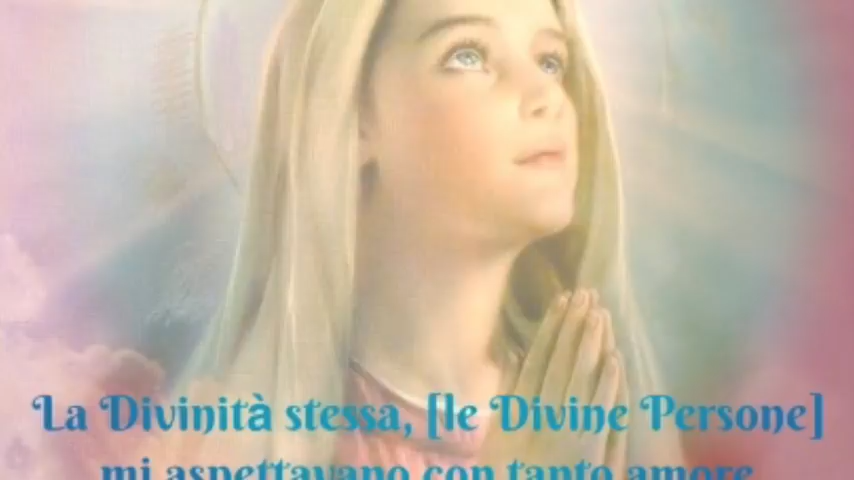 La Divinità stessa, [le Divine Persone]
mi aspettavano con tanto amore